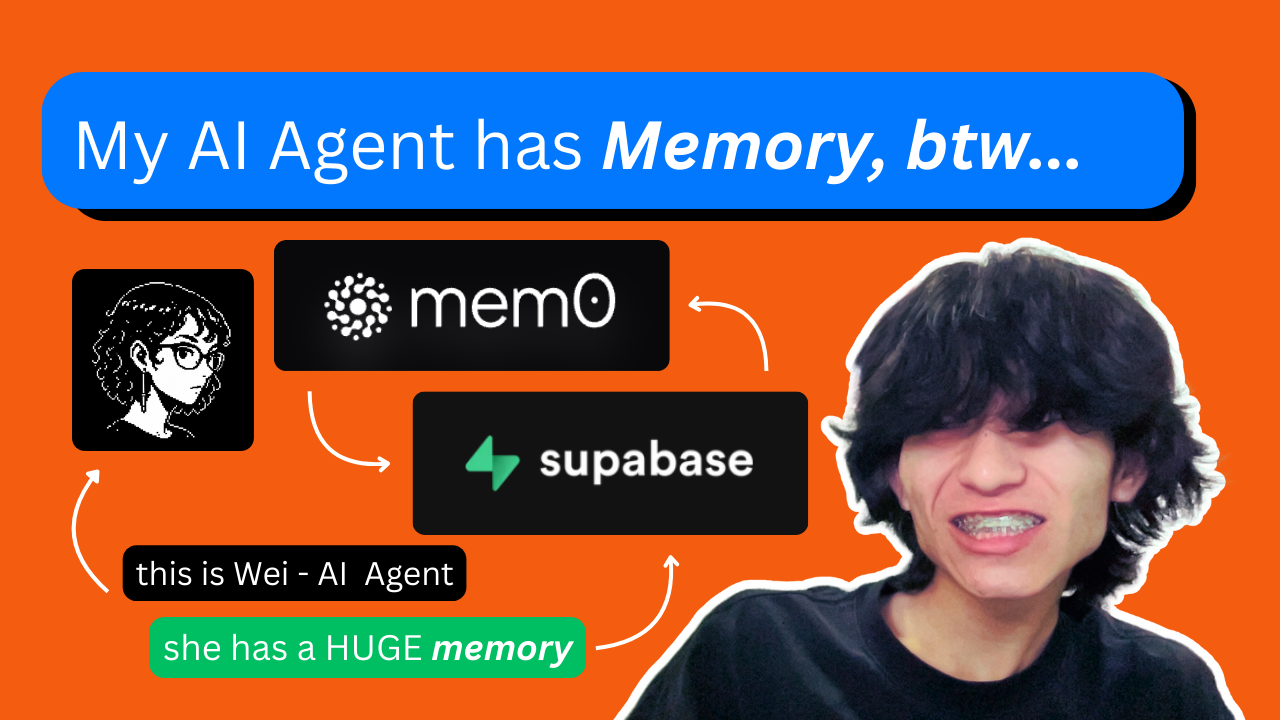 My AI Agent has Memory, btw...
mem0
supabase
this is Wei - AI Agent
she has a HUGE memory